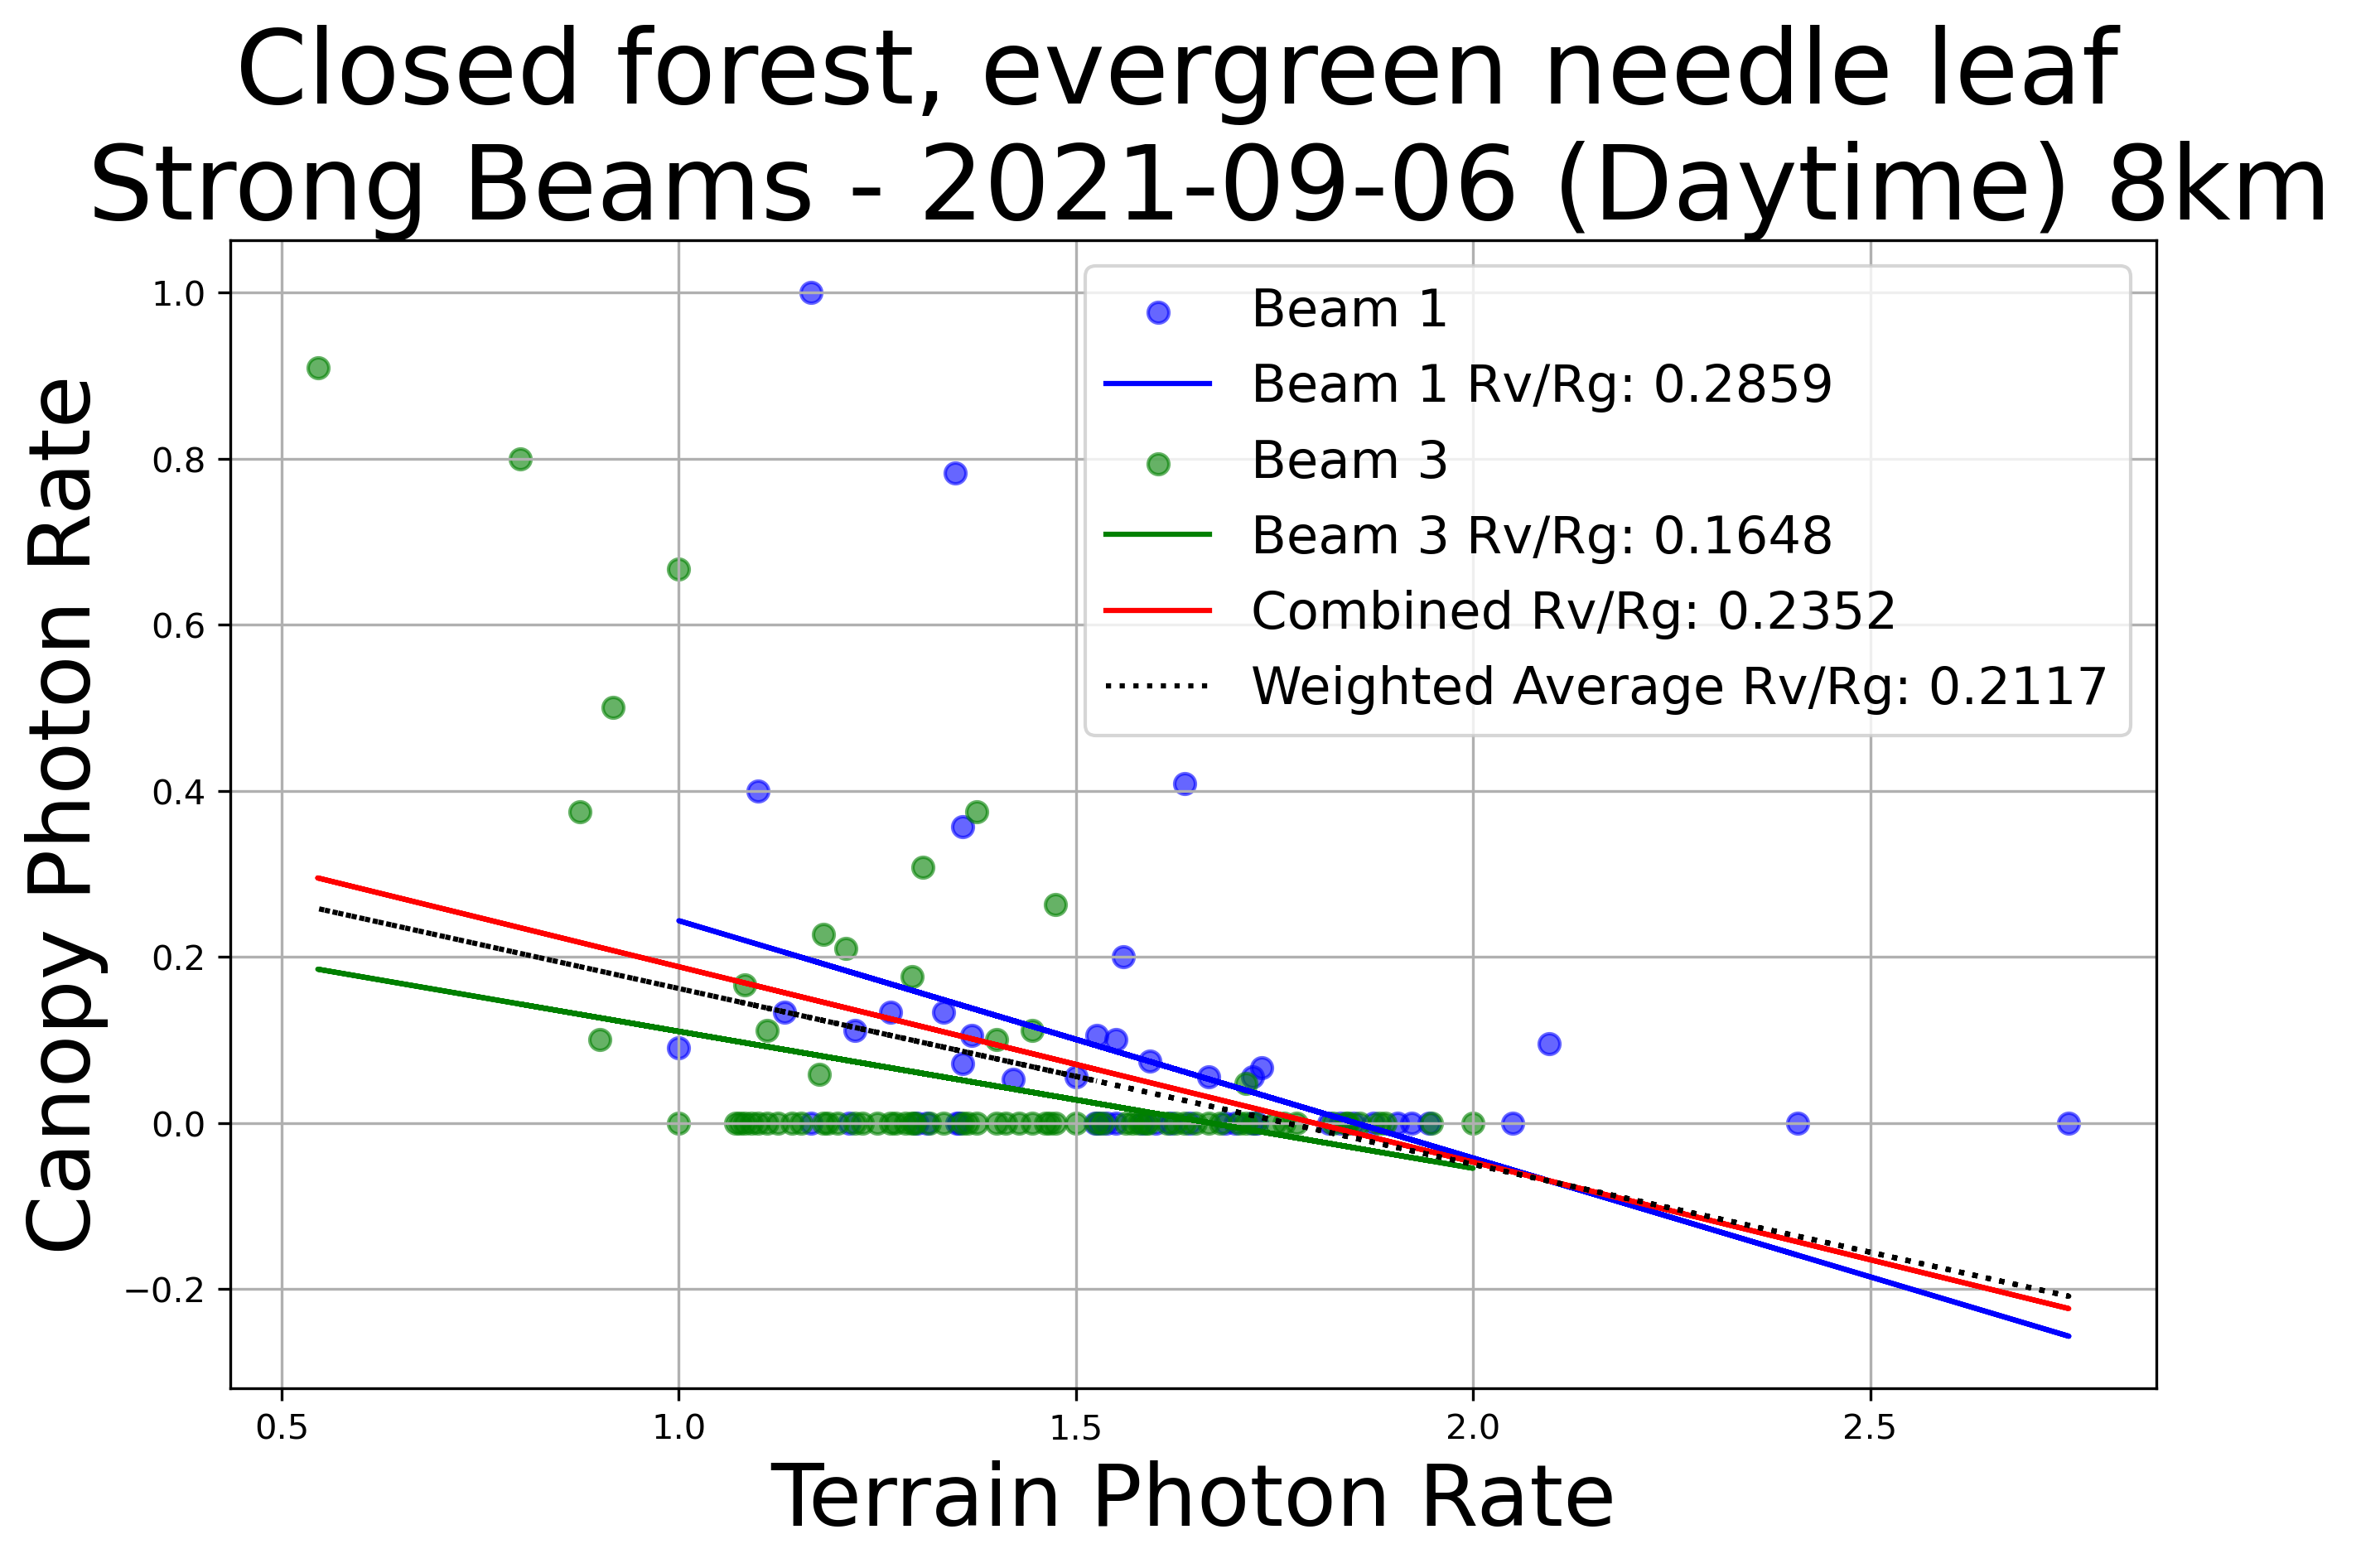 Closed forest, evergreen needle leaf
Strong Beams - 2021-09-06 (Daytime) 8km
Beam 1
Beam 1 Rv/Rg: 0.2859
Beam 3
Beam 3 Rv/Rg: 0.1648
Combined Rv/Rg: 0.2352
Weighted Average Rv/Rg: 0.2117
Canopy Photon Rate
1.0
0.8
0.6
0.4
0.2
0.0
−0.2
0.5 1.0 1.5 2.0 2.5
Terrain Photon Rate